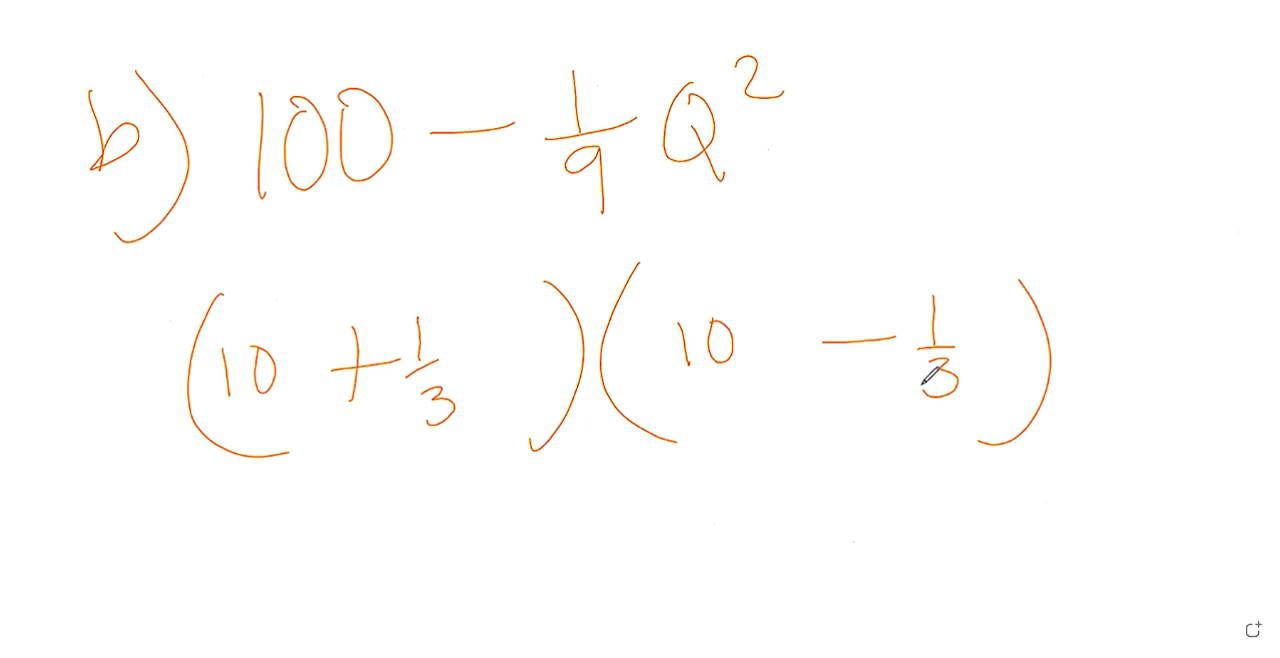 b) 100 - 1/9 Q²
(10 + 1/3 )(10 - 1/3 )